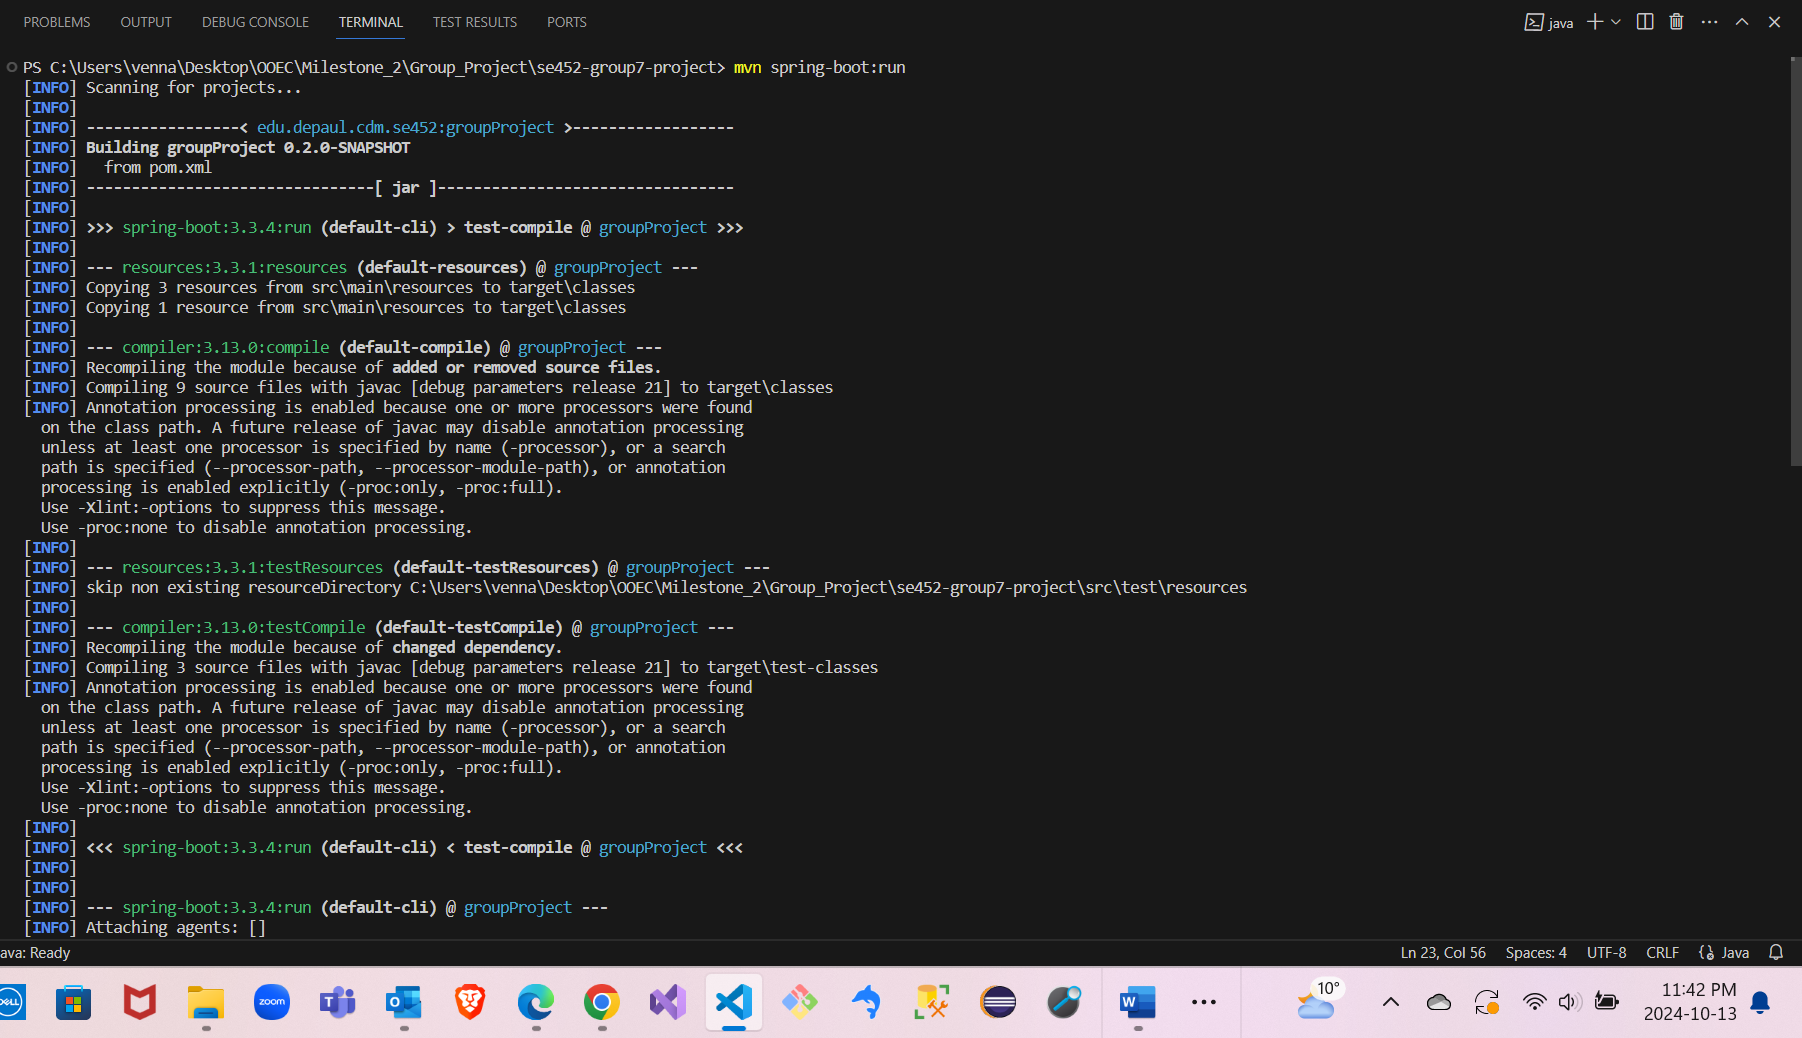 PROBLEMS OUTPUT DEBUG CONSOLE TERMINAL TEST RESULTS PORTS java
PS C:\Users\venna\Desktop\OOEC\Milestone_2\Group_Project\se452-group7-project> mvn spring-boot:run
[INFO] Scanning for projects...
[INFO]
[INFO] -----------------< edu.depaul.cdm.se452:groupProject >------------------
[INFO] Building groupProject 0.2.0-SNAPSHOT
[INFO]   from pom.xml
[INFO] --------------------------------[ jar ]---------------------------------
[INFO]
[INFO] >>> spring-boot:3.3.4:run (default-cli) > test-compile @ groupProject >>>
[INFO]
[INFO] --- resources:3.3.1:resources (default-resources) @ groupProject ---
[INFO] Copying 3 resources from src\main\resources to target\classes
[INFO] Copying 1 resource from src\main\resources to target\classes
[INFO]
[INFO] --- compiler:3.13.0:compile (default-compile) @ groupProject ---
[INFO] Recompiling the module because of added or removed source files.
[INFO] Compiling 9 source files with javac [debug parameters release 21] to target\classes
[INFO] Annotation processing is enabled because one or more processors were found
  on the class path. A future release of javac may disable annotation processing
  unless at least one processor is specified by name (-processor), or a search
  path is specified (--processor-path, --processor-module-path), or annotation
  processing is enabled explicitly (-proc:only, -proc:full).
  Use -Xlint:-options to suppress this message.
  Use -proc:none to disable annotation processing.
[INFO]
[INFO] --- resources:3.3.1:testResources (default-testResources) @ groupProject ---
[INFO] skip non existing resourceDirectory C:\Users\venna\Desktop\OOEC\Milestone_2\Group_Project\se452-group7-project\src\test\resources
[INFO]
[INFO] --- compiler:3.13.0:testCompile (default-testCompile) @ groupProject ---
[INFO] Recompiling the module because of changed dependency.
[INFO] Compiling 3 source files with javac [debug parameters release 21] to target\test-classes
[INFO] Annotation processing is enabled because one or more processors were found
  on the class path. A future release of javac may disable annotation processing
  unless at least one processor is specified by name (-processor), or a search
  path is specified (--processor-path, --processor-module-path), or annotation
  processing is enabled explicitly (-proc:only, -proc:full).
  Use -Xlint:-options to suppress this message.
  Use -proc:none to disable annotation processing.
[INFO]
[INFO] <<< spring-boot:3.3.4:run (default-cli) < test-compile @ groupProject <<<
[INFO]
[INFO]
[INFO] --- spring-boot:3.3.4:run (default-cli) @ groupProject ---
[INFO] Attaching agents: []
ava: Ready Ln 23, Col 56 Spaces: 4 UTF-8 CRLF Java
DELL zoom T O W 10° 11:42 PM
2024-10-13